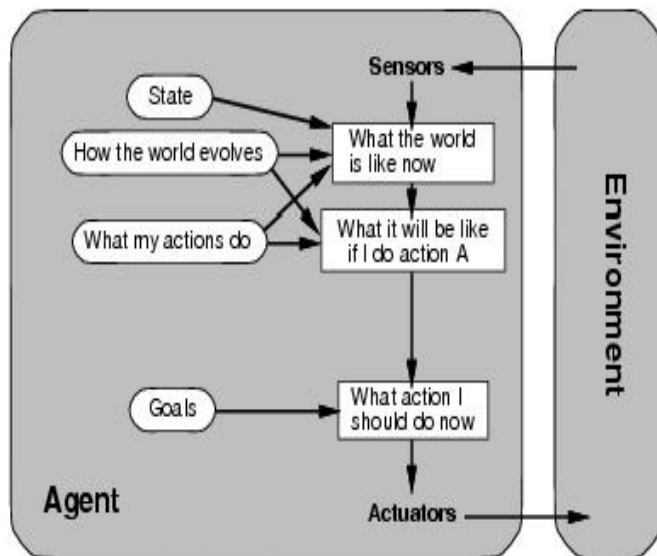 Sensors
State
What the world
is like now
How the world evolves
What my actions do
What it will be like
if I do action A
Environment
Goals
What action I
should do now
Agent
Actuators